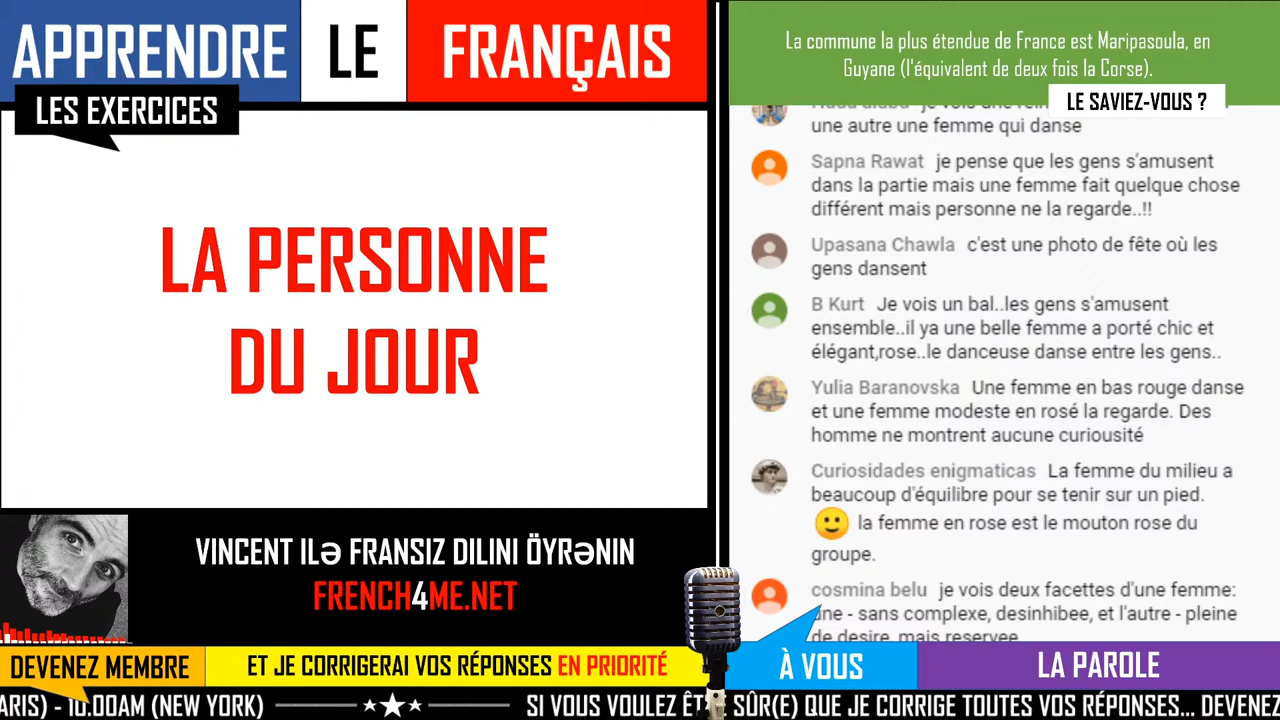 APPRENDRE LE FRANÇAIS
LES EXERCICES
LA PERSONNE
DU JOUR
VINCENT ILƏ FRANSIZ DILINI ÖYRƏNIN
FRENCH4ME.NET
La commune la plus étendue de France est Maripasoula, en
Guyane (l'équivalent de deux fois la Corse).
LE SAVIEZ-VOUS ?
je vois une
une autre une femme qui danse
Sapna Rawat je pense que les gens s'amusent
dans la partie mais une femme fait quelque chose
différent mais personne ne la regarde..!!
Upasana Chawla c'est une photo de fête où les
gens dansent
B Kurt Je vois un bal..les gens s'amusent
ensemble..il ya une belle femme a porté chic et
élégant,rose..le danceuse danse entre les gens..
Yulia Baranovska Une femme en bas rouge danse
et une femme modeste en rosé la regarde. Des
homme ne montrent aucune curiousité
Curiosidades enigmaticas La femme du milieu a
beaucoup d'équilibre pour se tenir sur un pied.
🙂 la femme en rose est le mouton rose du
groupe.
cosmina belu je vois deux facettes d'une femme:
une - sans complexe, desinhibee, et l'autre - pleine
de desire, mais reservee
DEVENEZ MEMBRE
ET JE CORRIGERAI VOS RÉPONSES EN PRIORITÉ
À VOUS
LA PAROLE
ARIS) - 10.00AM (NEW YORK) SI VOUS VOULEZ ÊT SÛR(E) QUE JE CORRIGE TOUTES VOS RÉPONSES... DEVENEZ